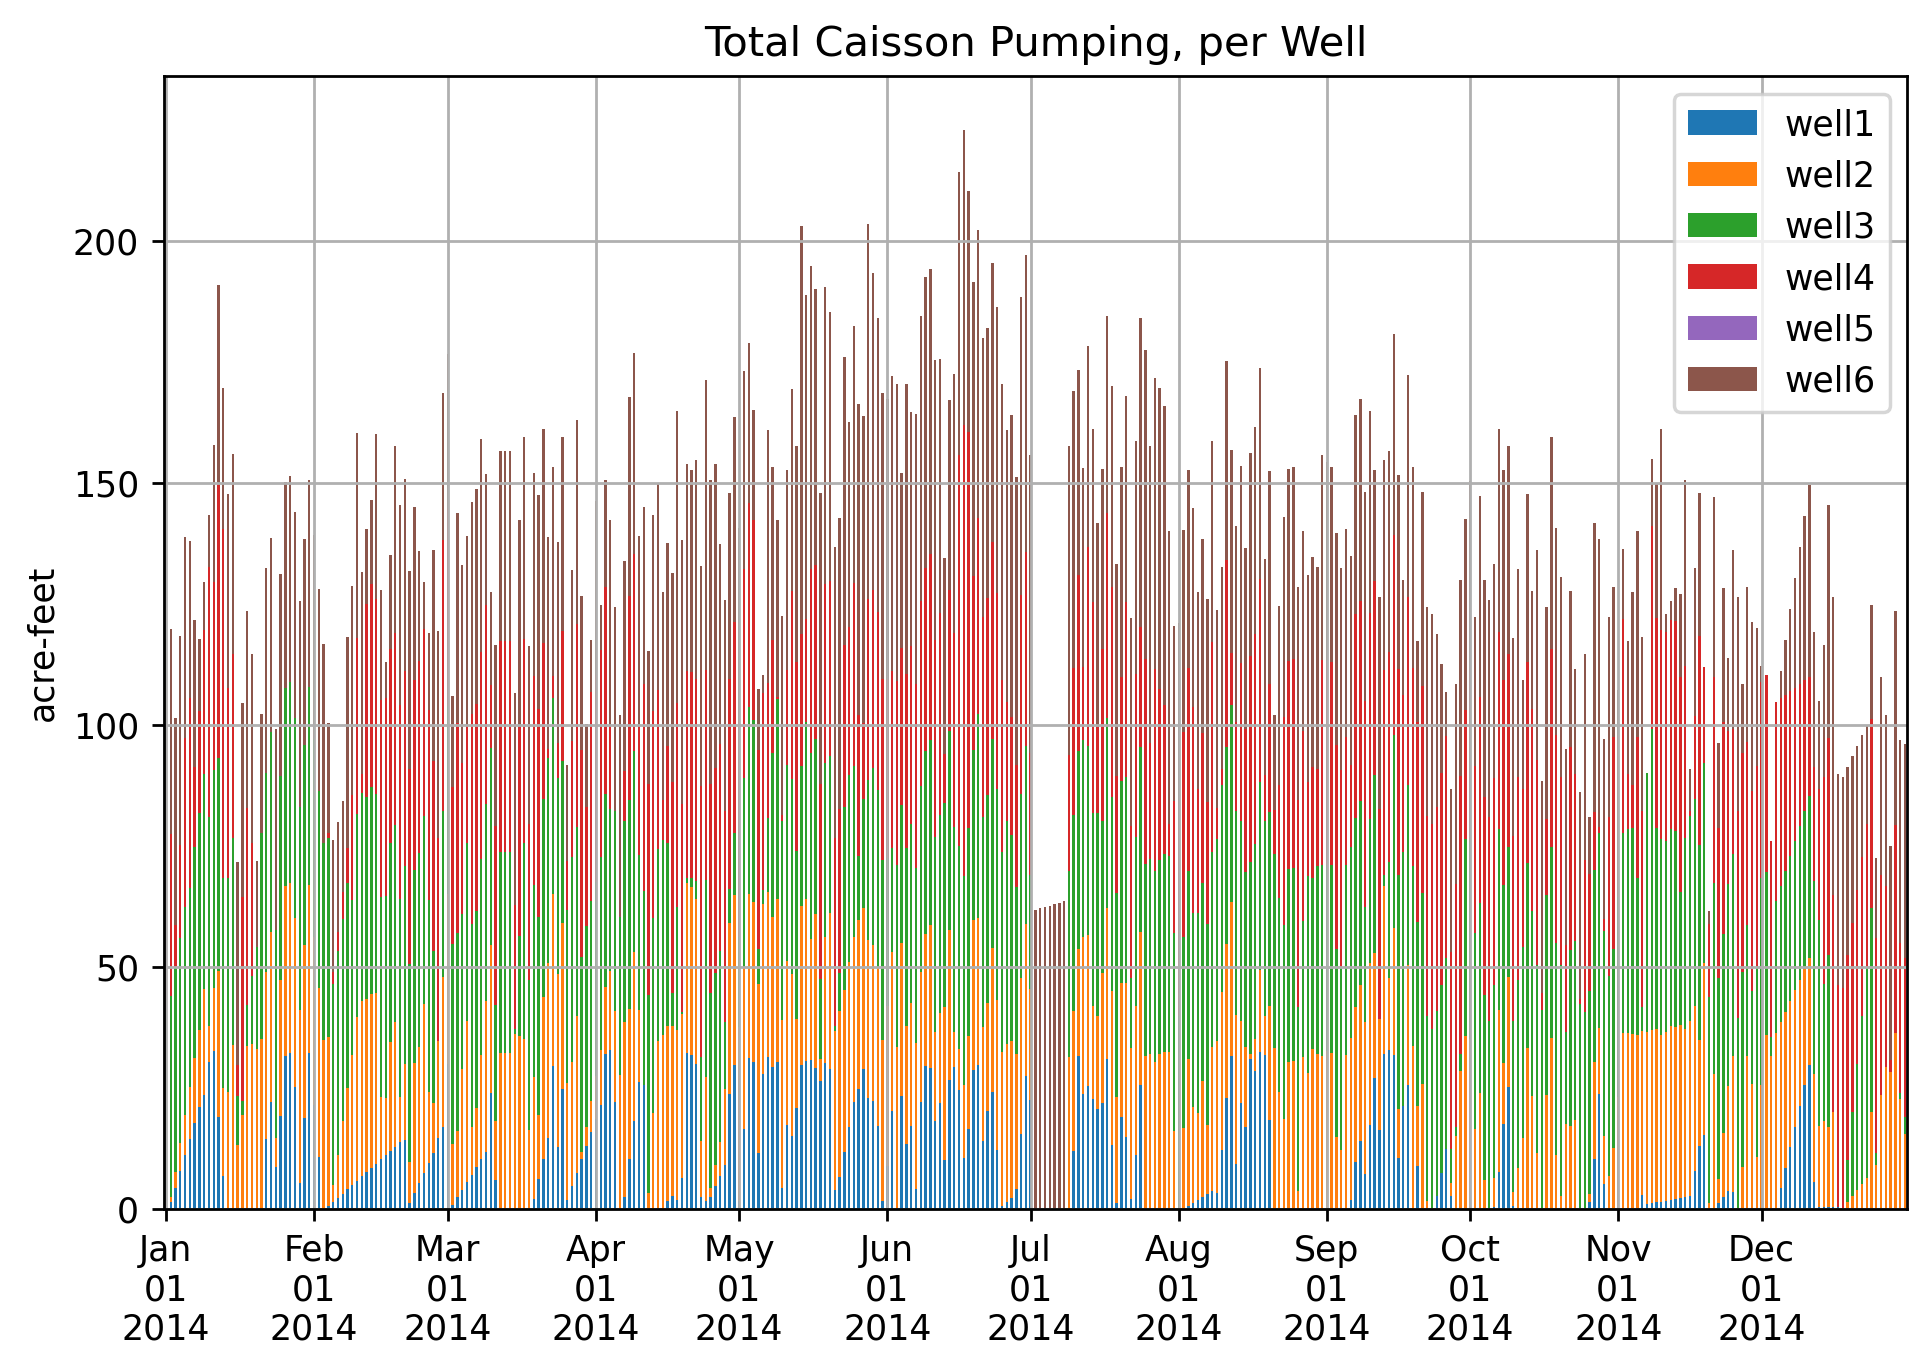 Total Caisson Pumping, per Well
acre-feet
200
150
100
50
0
well1
well2
well3
well4
well5
well6
Jan Feb Mar Apr May Jun Jul Aug Sep Oct Nov Dec
01 01 01 01 01 01 01 01 01 01 01 01
2014 2014 2014 2014 2014 2014 2014 2014 2014 2014 2014 2014